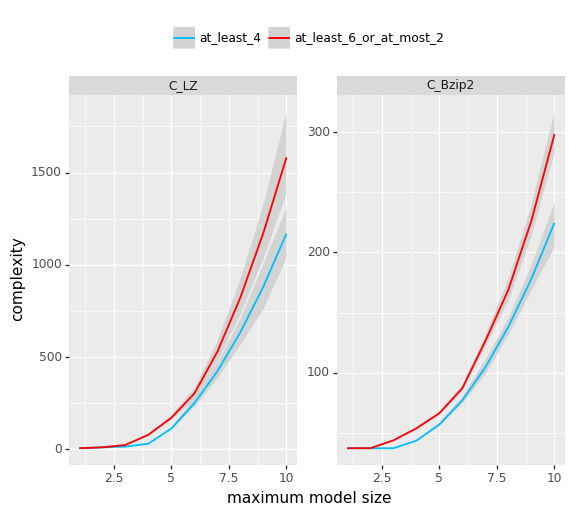 at_least_4 at_least_6_or_at_most_2
C_LZ C_Bzip2
complexity
1500
1000
500
0
300
200
100
2.5 5 7.5 10 2.5 5 7.5 10
maximum model size